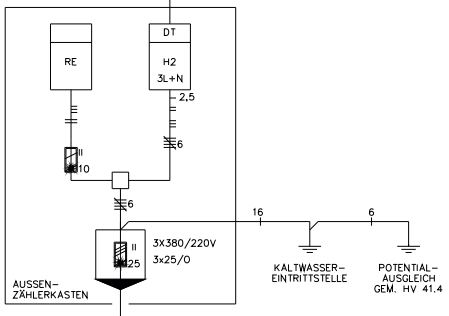 DT
RE
H2
3L+N
2,5
6
II
10
6
16
6
II
25
3X380/220V
3x25/0
KALTWASSER-
EINTRITTSTELLE
POTENTIAL-
AUSGLEICH
GEM. HV 41.4
AUSSEN-
ZÄHLERKASTEN